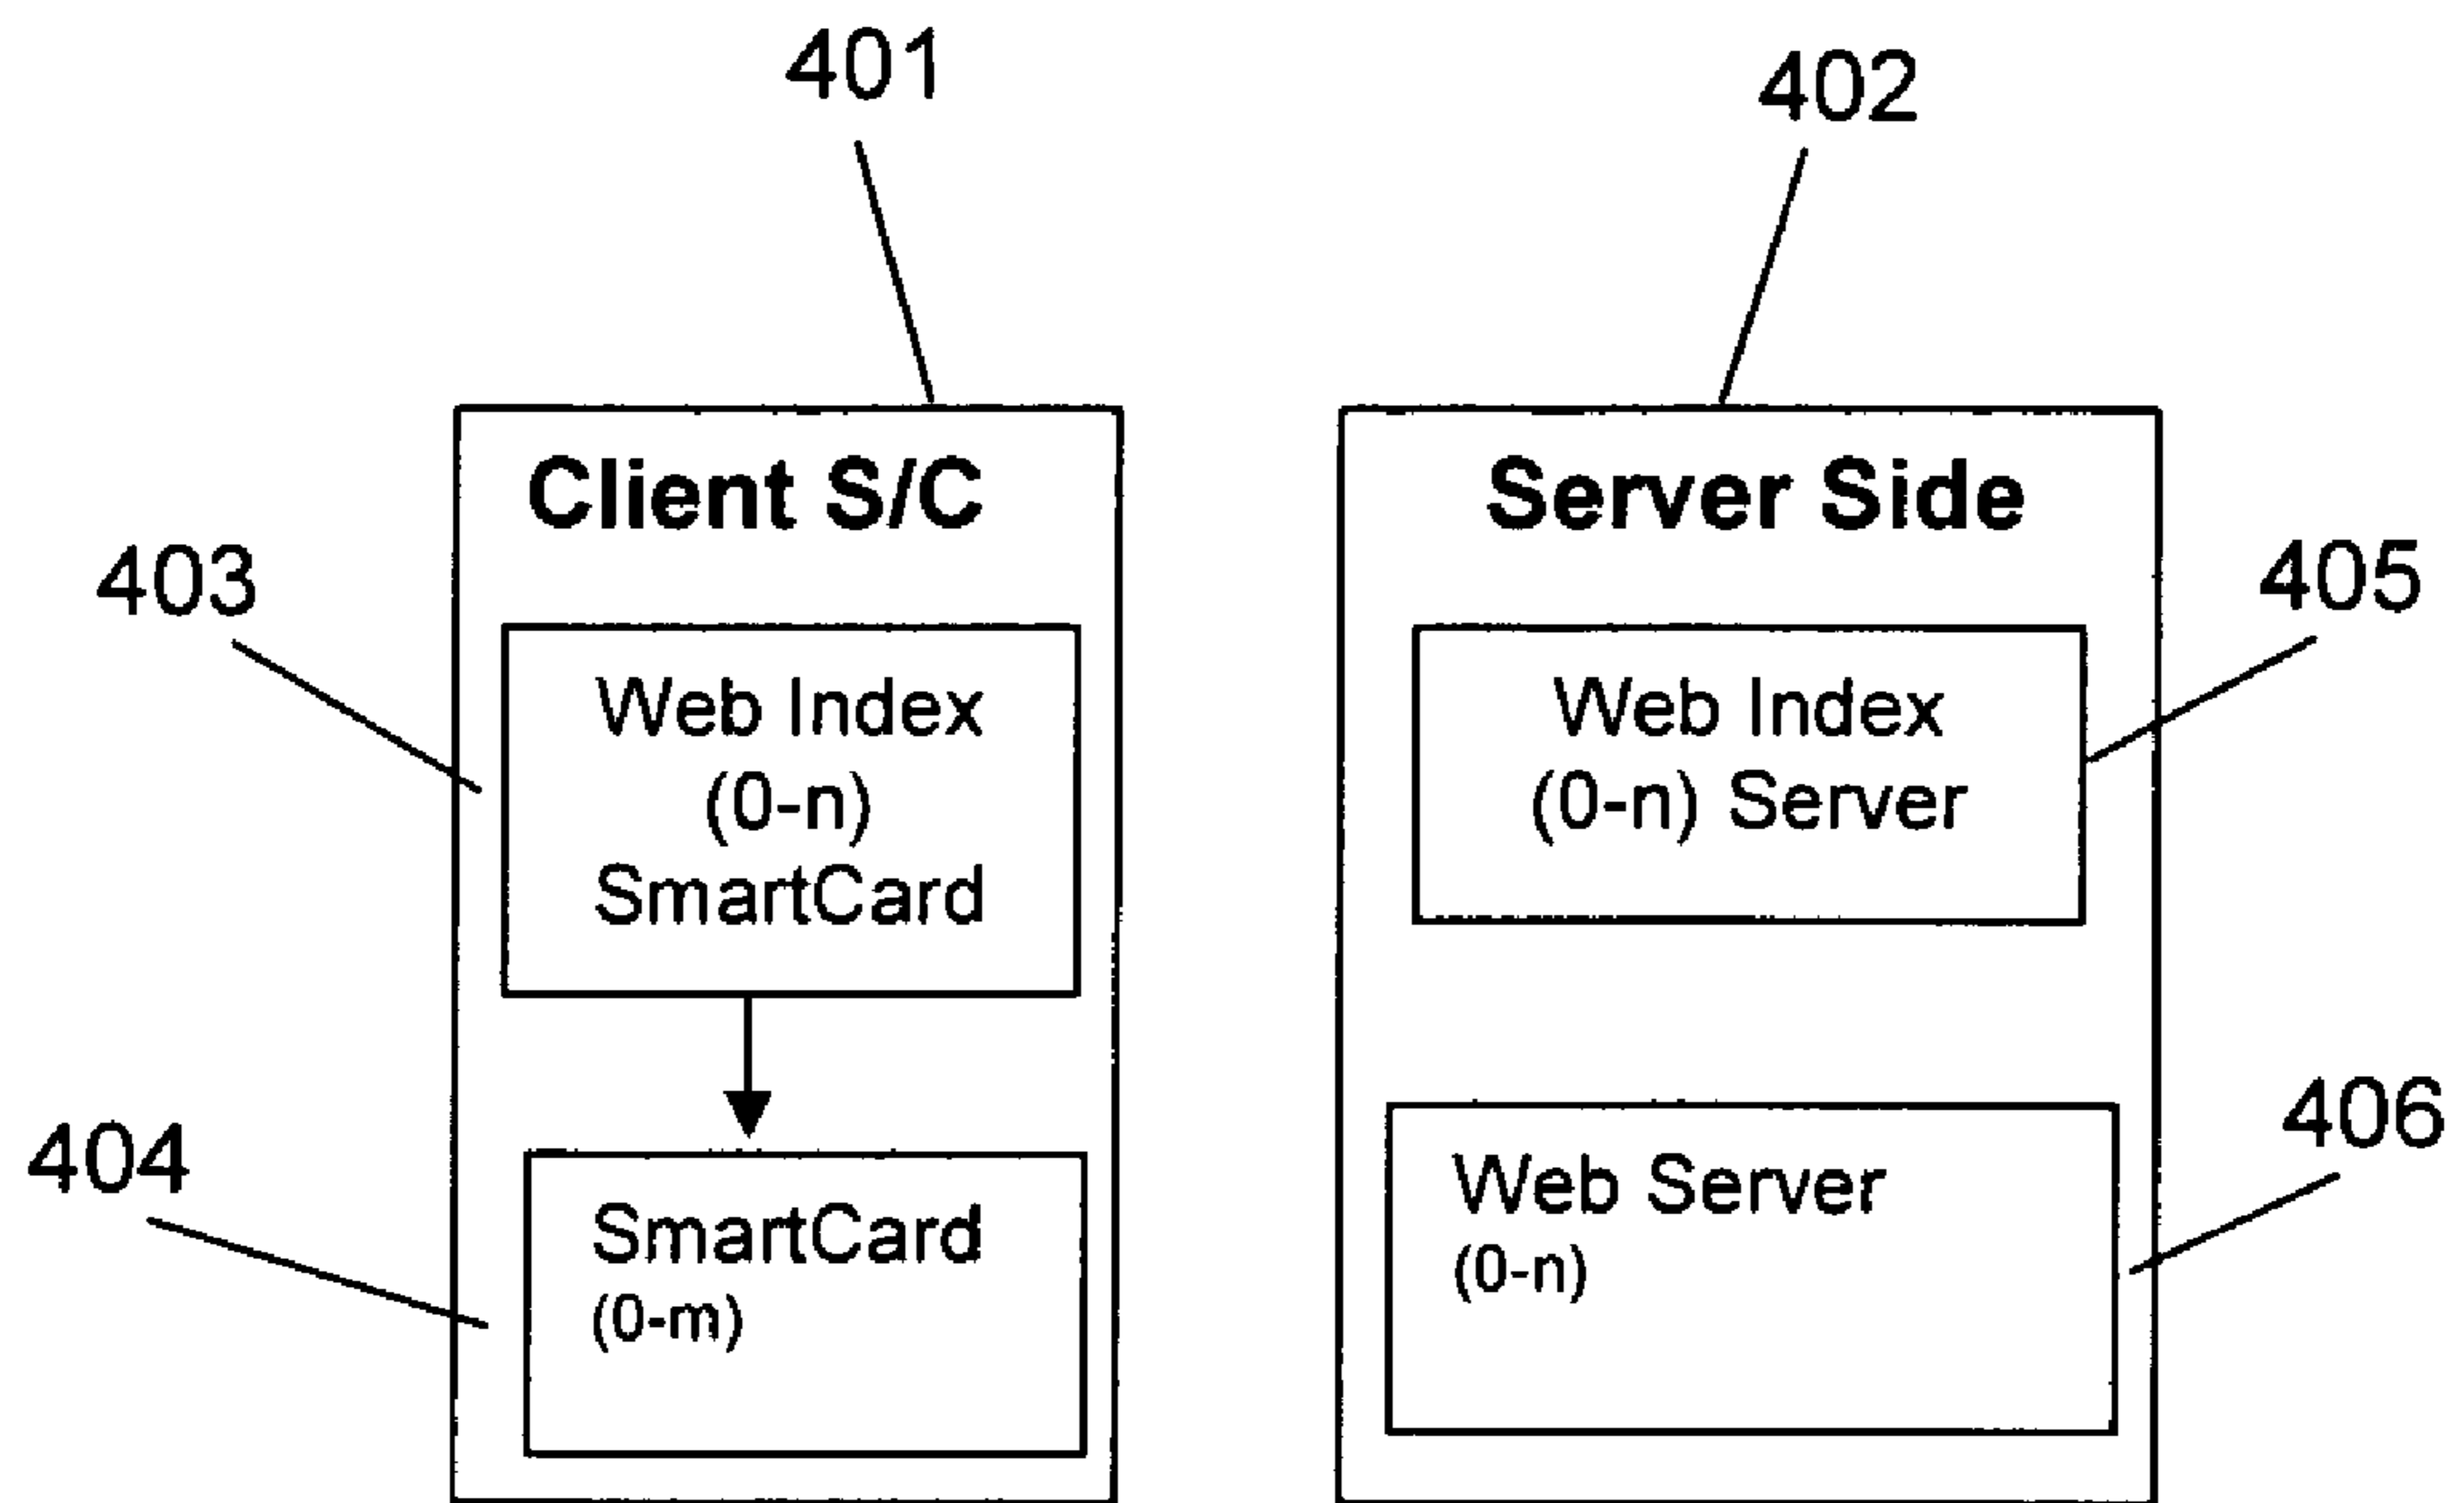 401
402
Client S/C
Server Side
403
405
Web Index
(0-n)
SmartCard
Web Index
(0-n) Server
404
406
SmartCard
(0-m)
Web Server
(0-n)